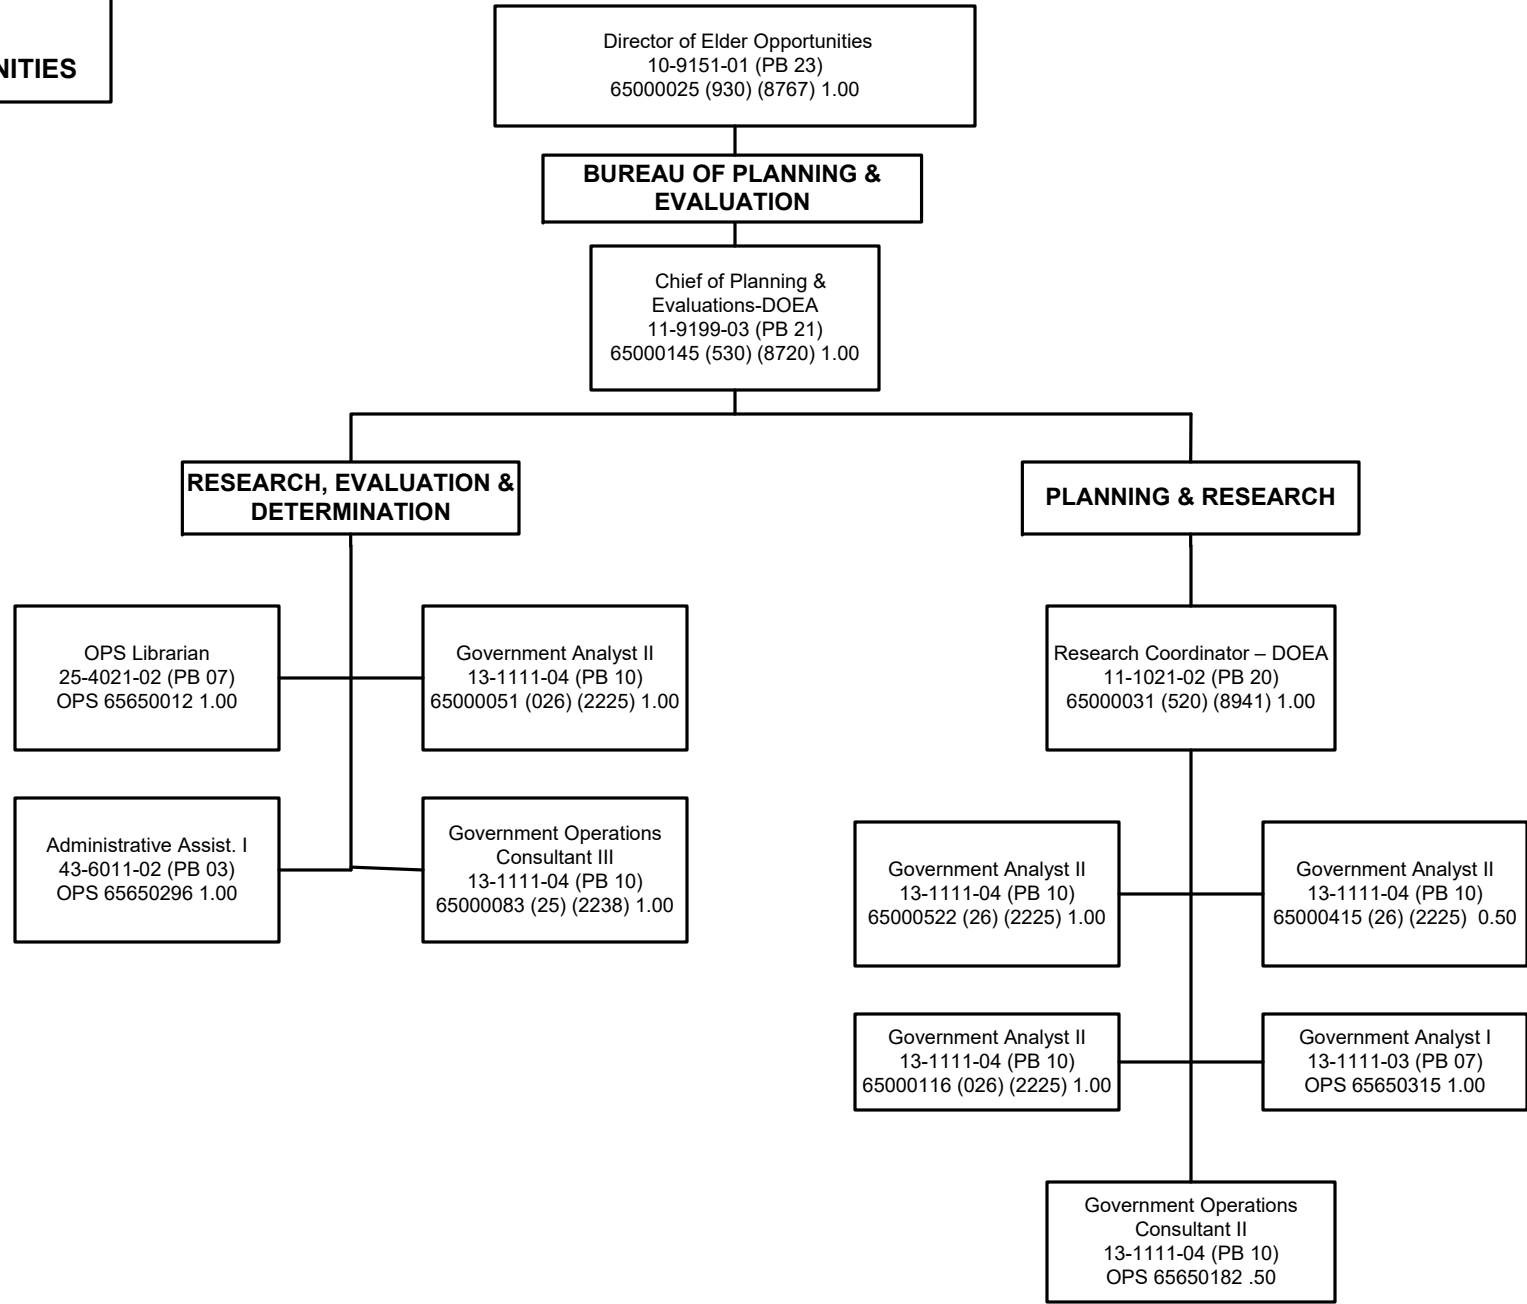 NITIES
Director of Elder Opportunities
10-9151-01 (PB 23)
65000025 (930) (8767) 1.00
BUREAU OF PLANNING &
EVALUATION
Chief of Planning &
Evaluations-DOEA
11-9199-03 (PB 21)
65000145 (530) (8720) 1.00
RESEARCH, EVALUATION &
DETERMINATION
OPS Librarian
25-4021-02 (PB 07)
OPS 65650012 1.00
Government Analyst II
13-1111-04 (PB 10)
65000051 (026) (2225) 1.00
Administrative Assist. I
43-6011-02 (PB 03)
OPS 65650296 1.00
Government Operations
Consultant III
13-1111-04 (PB 10)
65000083 (25) (2238) 1.00
PLANNING & RESEARCH
Research Coordinator – DOEA
11-1021-02 (PB 20)
65000031 (520) (8941) 1.00
Government Analyst II
13-1111-04 (PB 10)
65000522 (26) (2225) 1.00
Government Analyst II
13-1111-04 (PB 10)
65000415 (26) (2225)  0.50
Government Analyst II
13-1111-04 (PB 10)
65000116 (026) (2225) 1.00
Government Analyst I
13-1111-03 (PB 07)
OPS 65650315 1.00
Government Operations
Consultant II
13-1111-04 (PB 10)
OPS 65650182 .50